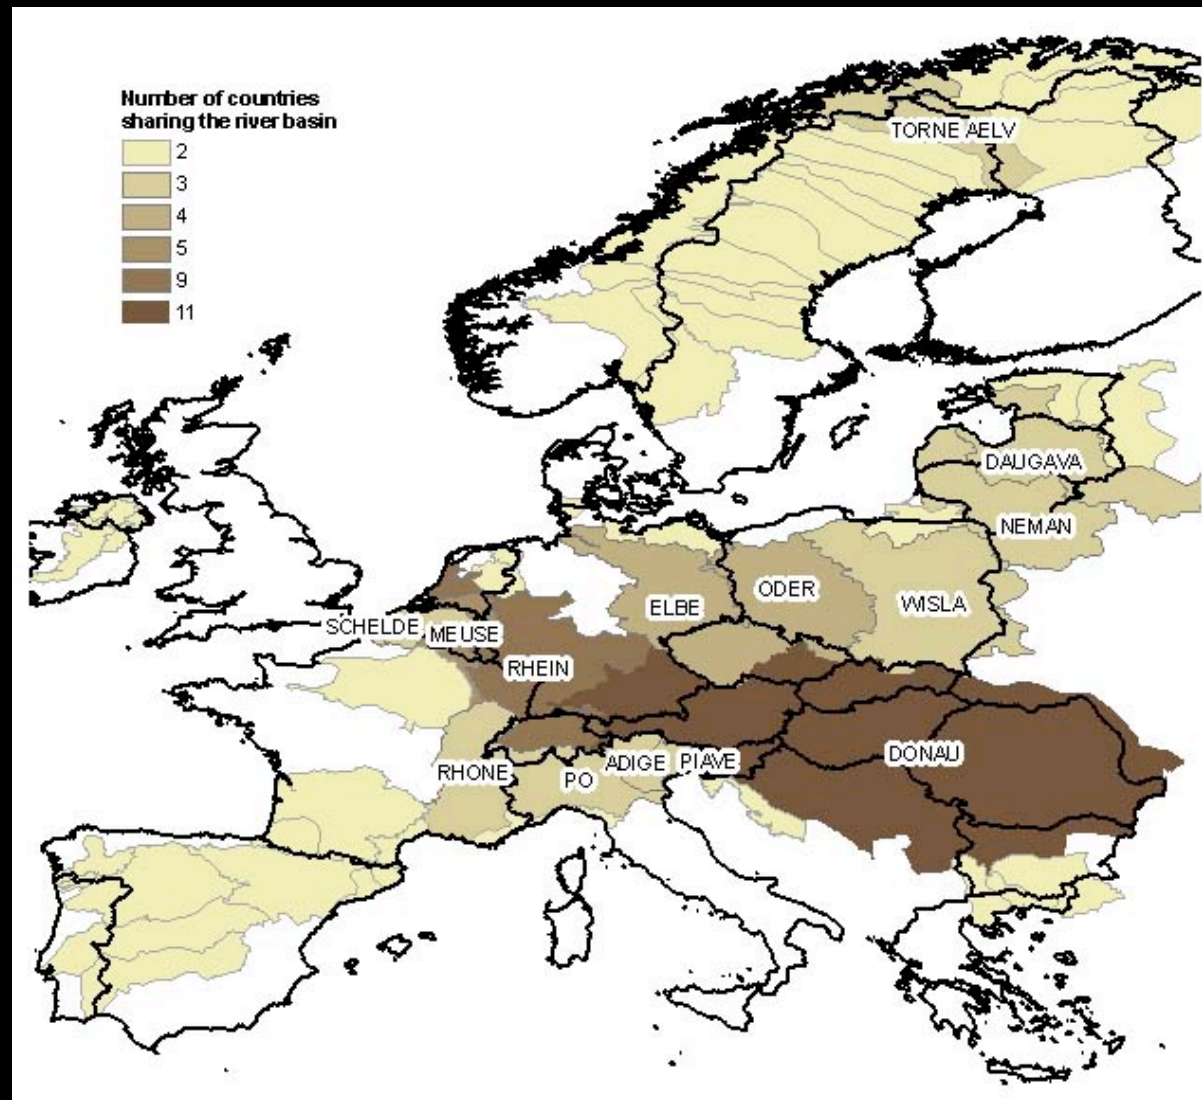 Number of countries
sharing the river basin
2
3
4
5
9
11
TORNE AELV
DAUGAVA
NEMAN
ODER
ELBE
WISLA
SCHELDE
MEUSE
RHEIN
DONAU
RHONE
PO
ADIGE
PIAVE